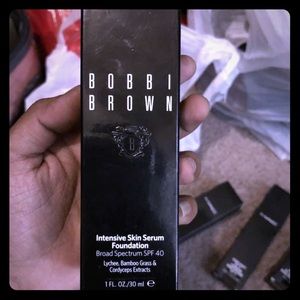 BOBBI
BROWN
B
Intensive Skin Serum
Foundation
Broad Spectrum SPF 40
Lychee, Bamboo Grass &
Cordyceps Extracts
1 FL. OZ./30 ml e